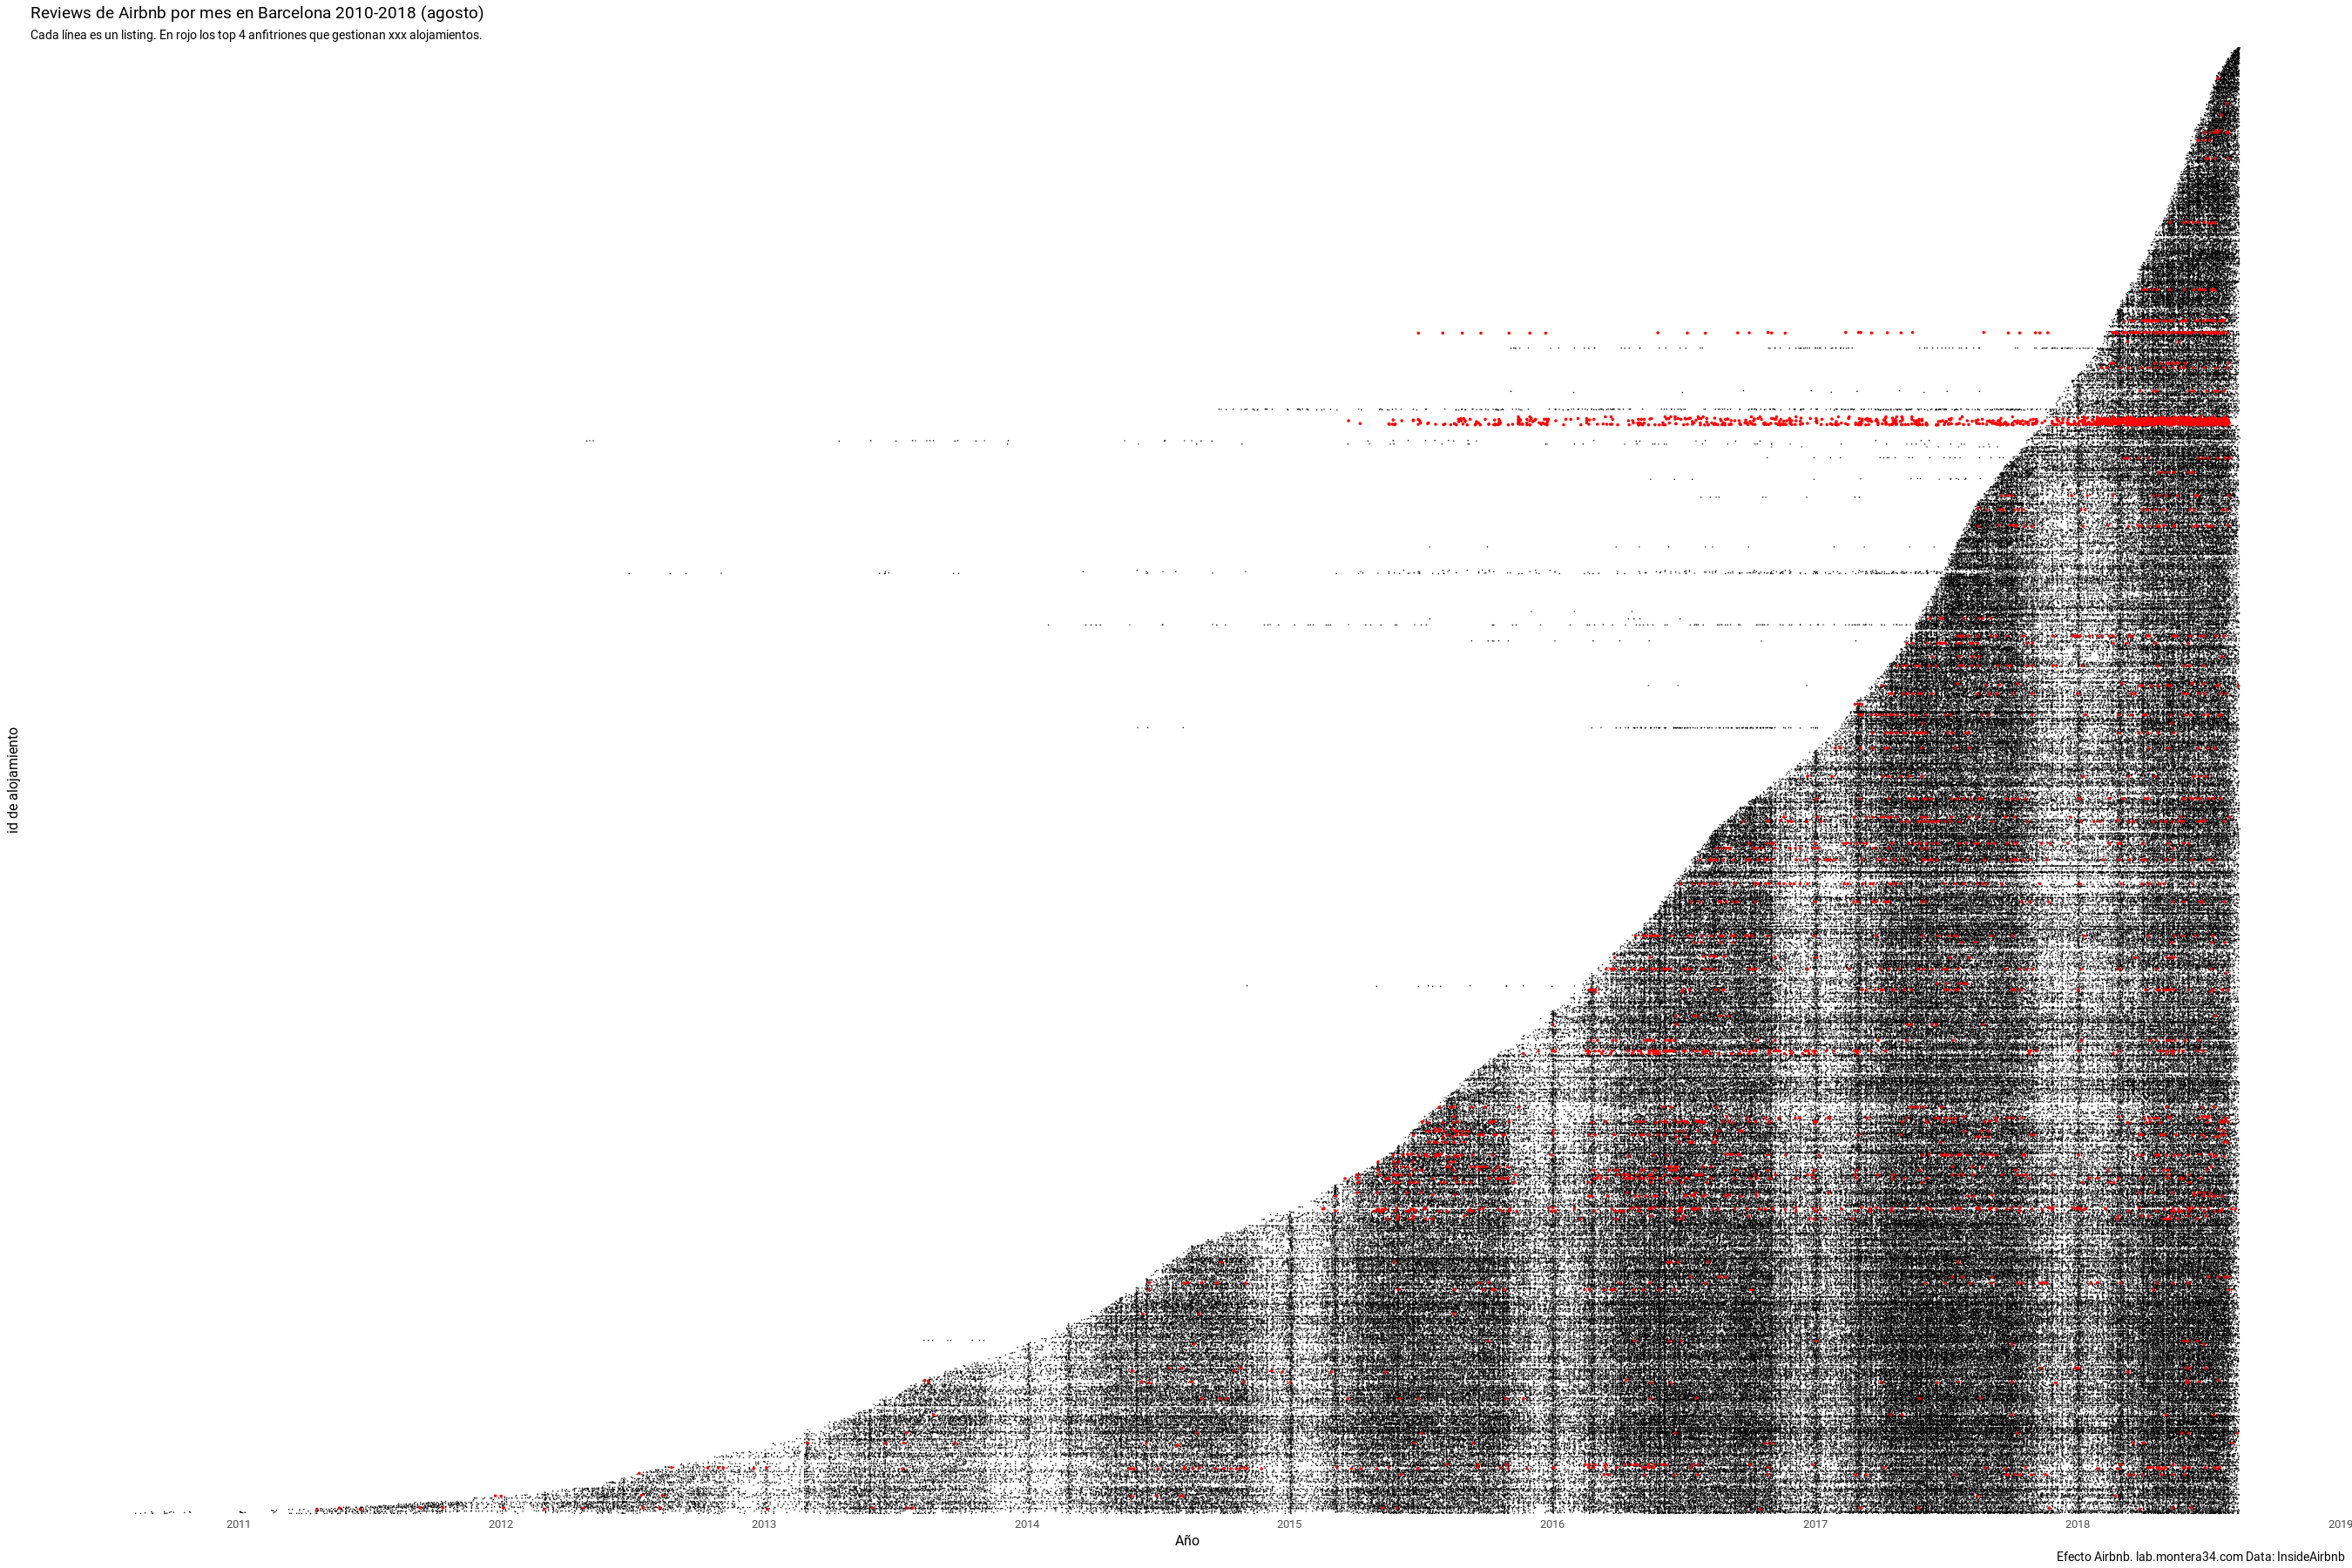 Reviews de Airbnb por mes en Barcelona 2010-2018 (agosto)
Cada línea es un listing. En rojo los top 4 anfitriones que gestionan xxx alojamientos.
id de alojamiento
2011 2012 2013 2014 2015 2016 2017 2018 2019
Año
Efecto Airbnb. lab.montera34.com Data: InsideAirbnb